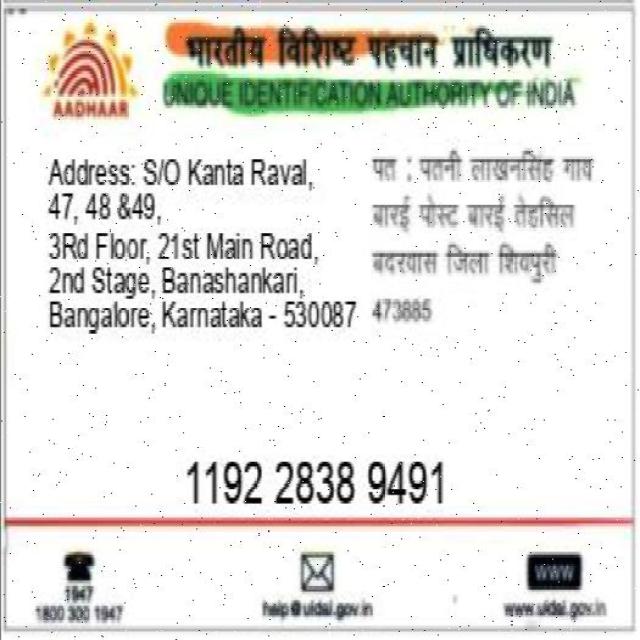 भारतीय विशिष्ट पहचान प्राधिकरण
UNIQUE IDENTIFICATION AUTHORITY OF INDIA
AADHAAR
Address: S/O Kanta Raval,
47, 48 &49,
3Rd Floor, 21st Main Road,
2nd Stage, Banashankari,
Bangalore, Karnataka - 530087
पत : पतनी लाखनसिंह गाव
बारई पोस्ट बारई तेहसिल
बदरवास जिला शिवपुरी
473885
1192 2838 9491
1947
1800 300 1947
help@uidai.gov.in
www
www.uidai.gov.in